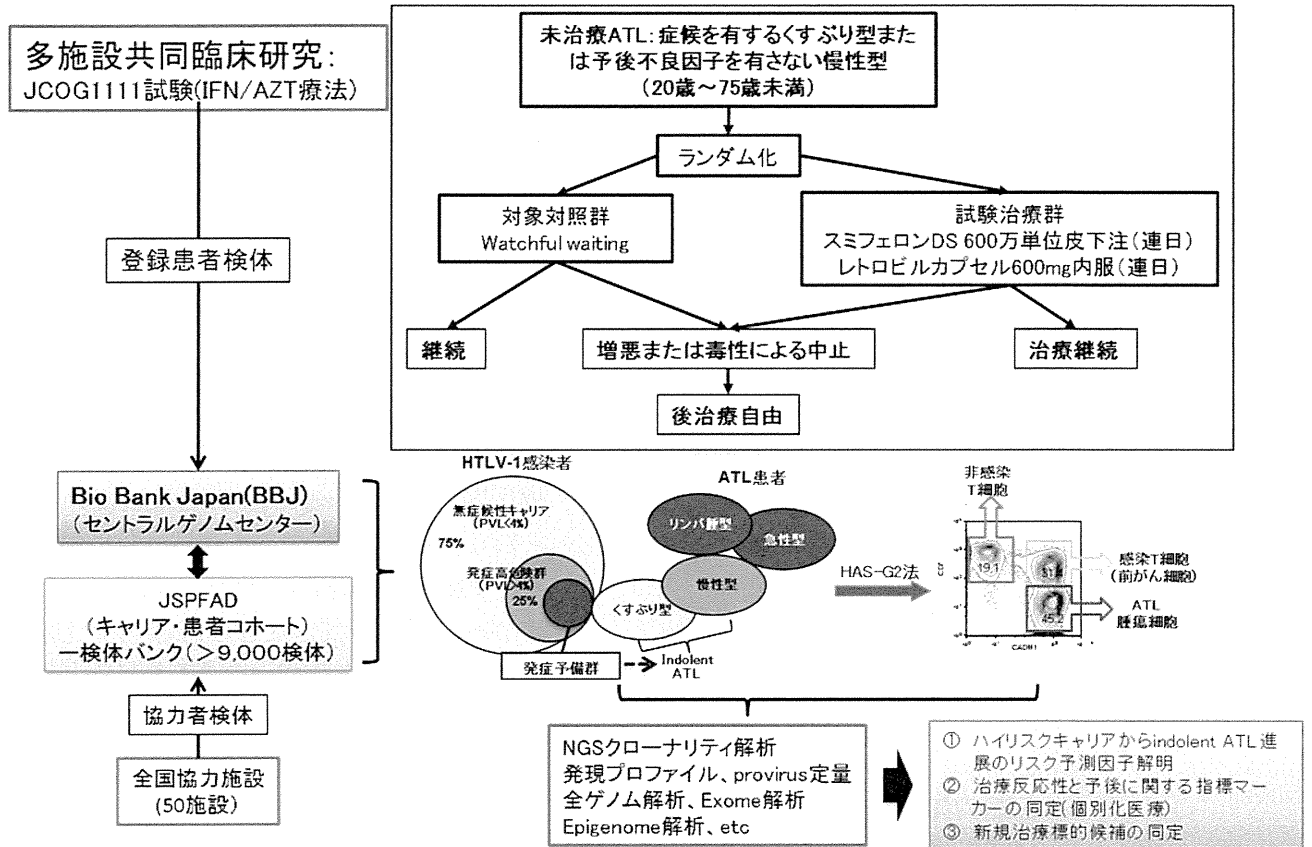 多施設共同臨床研究：
JCOG1111試験(IFN/AZT療法)
登録患者検体
Bio Bank Japan(BBJ)
(セントラルゲノムセンター)
JSPFAD
(キャリア・患者コホート)
ー検体バンク(＞9,000検体)
協力者検体
全国協力施設
(50施設)
未治療ATL：症候を有するくすぶり型また
は予後不良因子を有さない慢性型
(20歳～75歳未満)
ランダム化
対象対照群
Watchful waiting
試験治療群
スミフェロンDS 600万単位皮下注(連日)
レトロビルカプセル600mg内服(連日)
継続
増悪または毒性による中止
治療継続
後治療自由
HTLV-1感染者
無症候性キャリア
(PVL<4%)
75%
発症高危険群
(PVL>4%)
25%
発症予備群
ATL患者
リンパ腫型
急性型
慢性型
くすぶり型
Indolent
ATL
HAS-G2法
非感染
T細胞
19.1
45.2
CADM1
感染T細胞
(前がん細胞)
ATL
腫瘍細胞
NGSクローナリティ解析
発現プロファイル、provirus定量
全ゲノム解析、Exome解析
Epigenome解析、etc
① ハイリスクキャリアからindolent ATL進
展のリスク予測因子解明
② 治療反応性と予後に関する指標マー
カーの同定(個別化医療)
③ 新規治療標的候補の同定